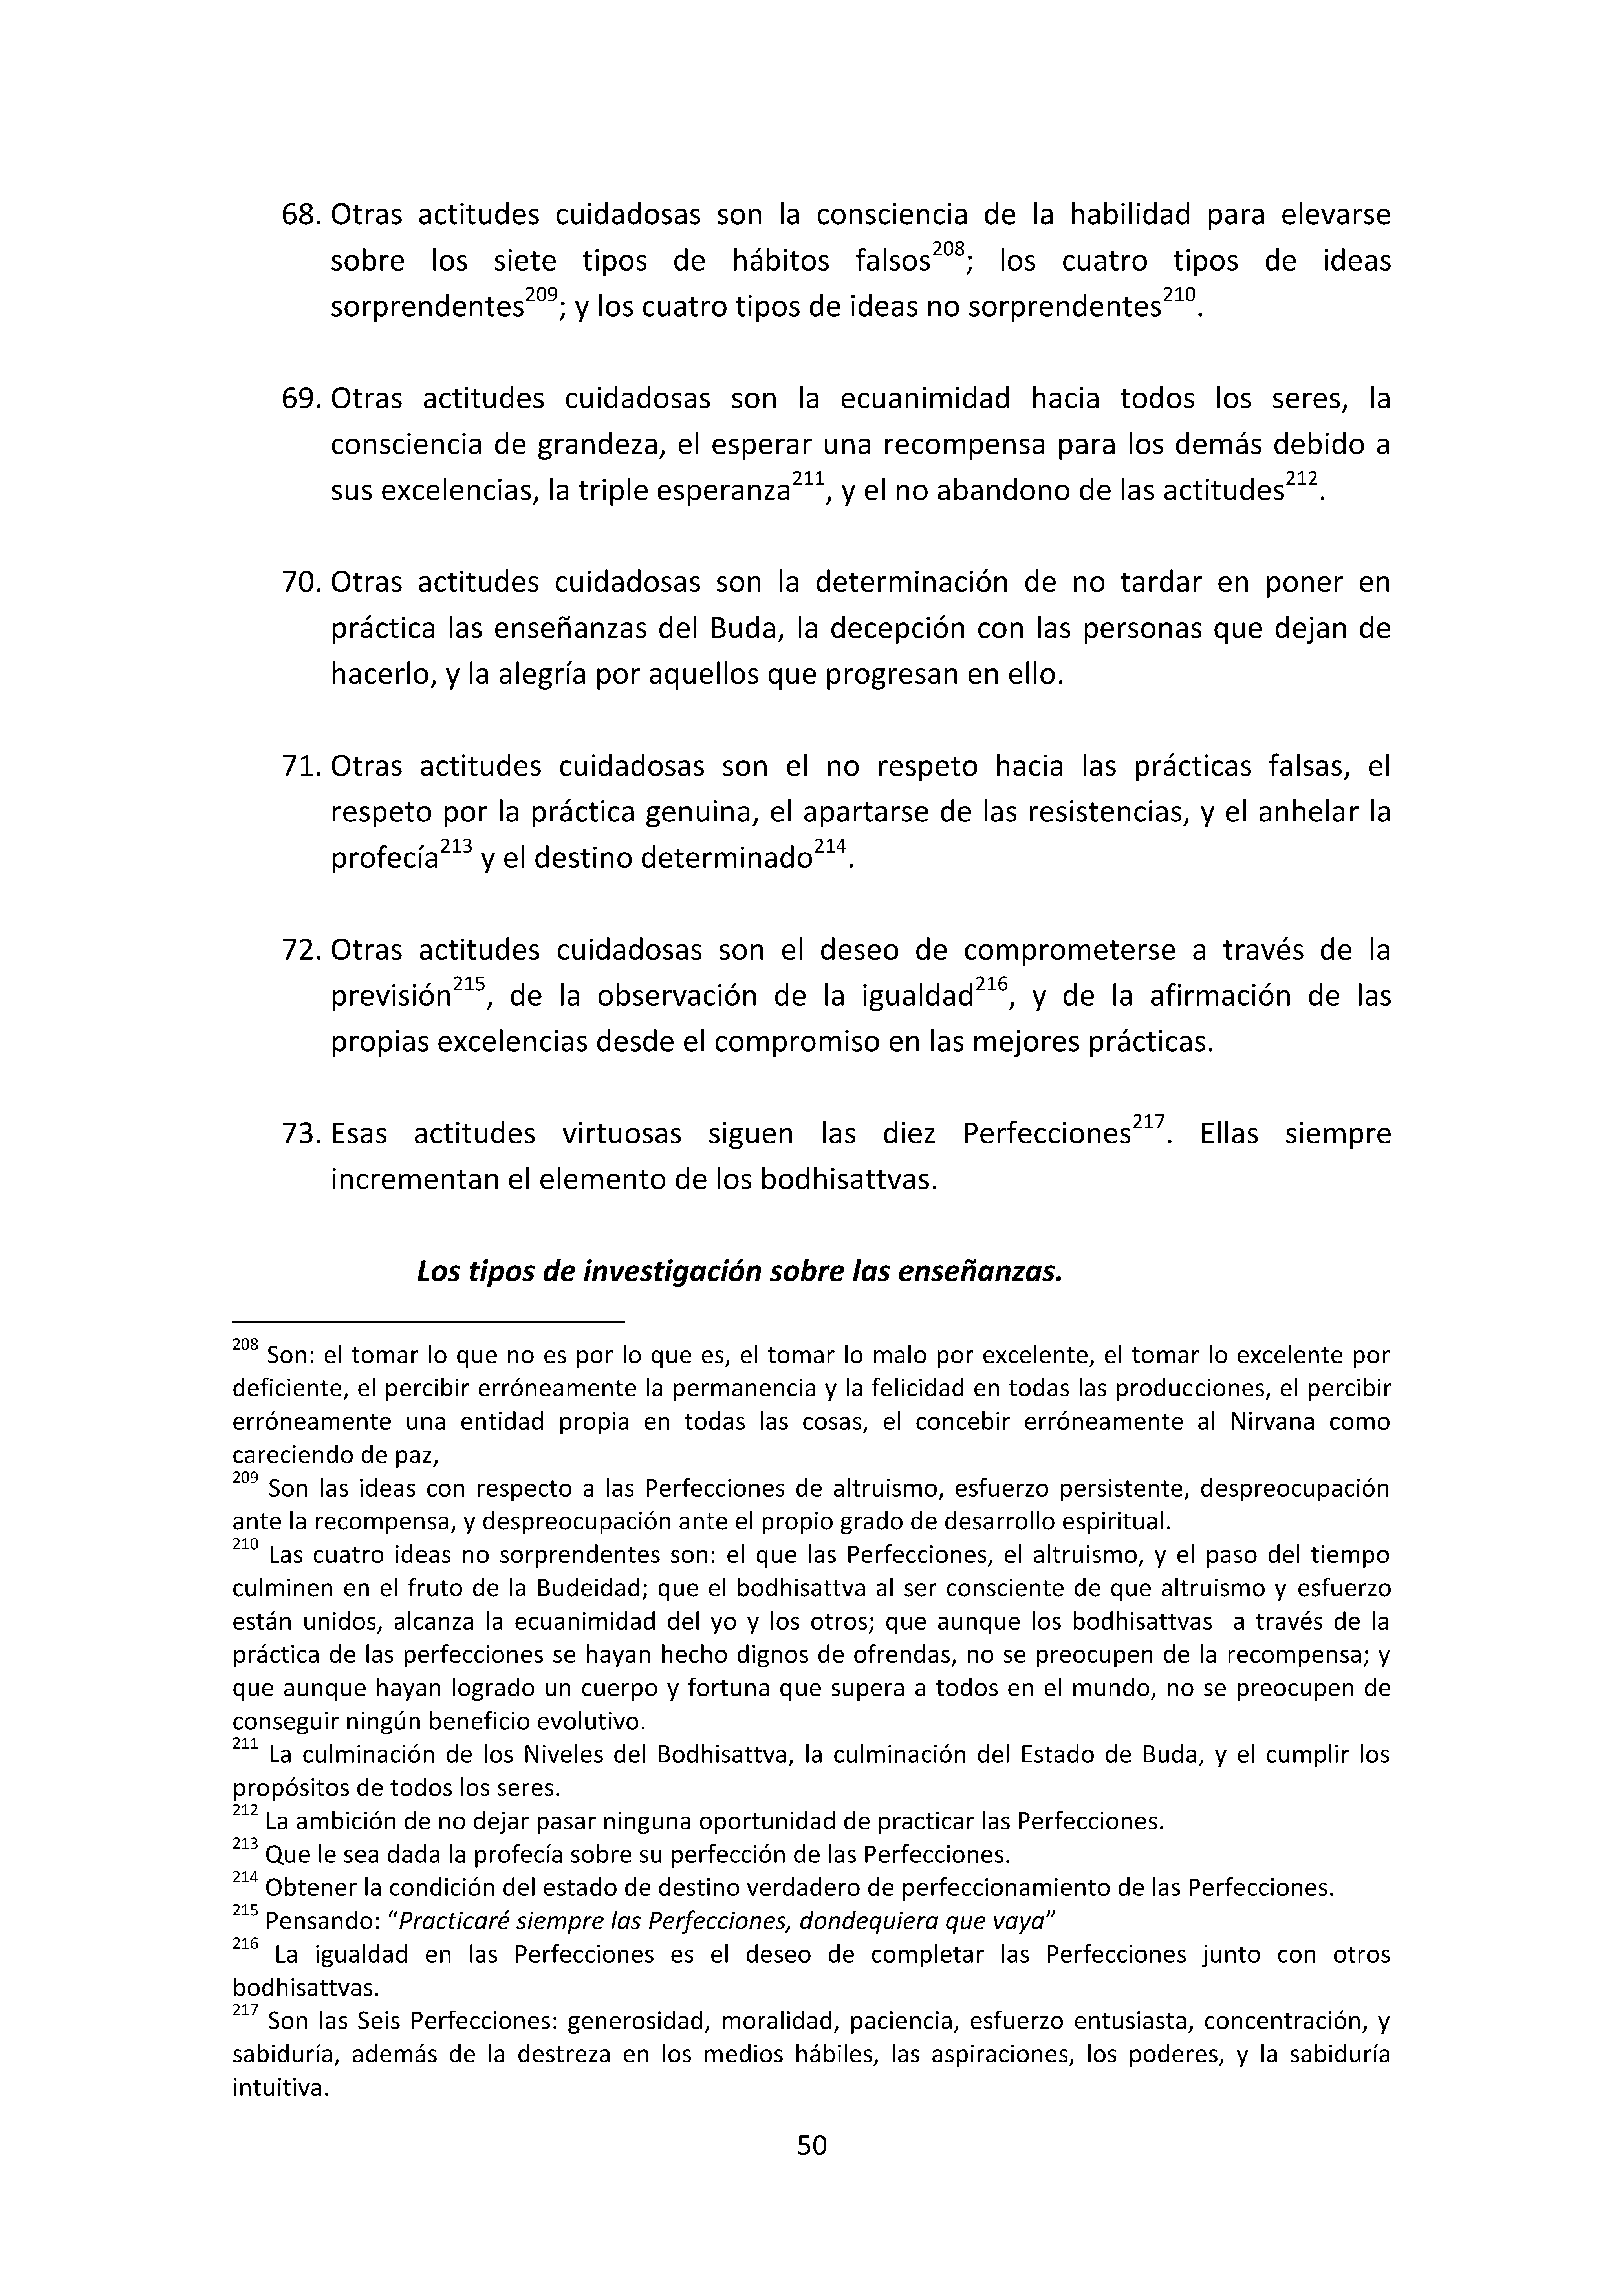 68. Otras actitudes cuidadosas son la consciencia de la habilidad para elevarse
sobre los siete tipos de hábitos falsos208; los cuatro tipos de ideas
sorprendentes209; y los cuatro tipos de ideas no sorprendentes210.
69. Otras actitudes cuidadosas son la ecuanimidad hacia todos los seres, la
consciencia de grandeza, el esperar una recompensa para los demás debido a
sus excelencias, la triple esperanza211, y el no abandono de las actitudes212.
70. Otras actitudes cuidadosas son la determinación de no tardar en poner en
práctica las enseñanzas del Buda, la decepción con las personas que dejan de
hacerlo, y la alegría por aquellos que progresan en ello.
71. Otras actitudes cuidadosas son el no respeto hacia las prácticas falsas, el
respeto por la práctica genuina, el apartarse de las resistencias, y el anhelar la
profecía213 y el destino determinado214.
72. Otras actitudes cuidadosas son el deseo de comprometerse a través de la
previsión215, de la observación de la igualdad216, y de la afirmación de las
propias excelencias desde el compromiso en las mejores prácticas.
73. Esas actitudes virtuosas siguen las diez Perfecciones217. Ellas siempre
incrementan el elemento de los bodhisattvas.
Los tipos de investigación sobre las enseñanzas.
208 Son: el tomar lo que no es por lo que es, el tomar lo malo por excelente, el tomar lo excelente por
deficiente, el percibir erróneamente la permanencia y la felicidad en todas las producciones, el percibir
erróneamente una entidad propia en todas las cosas, el concebir erróneamente al Nirvana como
careciendo de paz,
209 Son las ideas con respecto a las Perfecciones de altruismo, esfuerzo persistente, despreocupación
ante la recompensa, y despreocupación ante el propio grado de desarrollo espiritual.
210 Las cuatro ideas no sorprendentes son: el que las Perfecciones, el altruismo, y el paso del tiempo
culminen en el fruto de la Budeidad; que el bodhisattva al ser consciente de que altruismo y esfuerzo
están unidos, alcanza la ecuanimidad del yo y los otros; que aunque los bodhisattvas a través de la
práctica de las perfecciones se hayan hecho dignos de ofrendas, no se preocupen de la recompensa; y
que aunque hayan logrado un cuerpo y fortuna que supera a todos en el mundo, no se preocupen de
conseguir ningún beneficio evolutivo.
211 La culminación de los Niveles del Bodhisattva, la culminación del Estado de Buda, y el cumplir los
propósitos de todos los seres.
212 La ambición de no dejar pasar ninguna oportunidad de practicar las Perfecciones.
213 Que le sea dada la profecía sobre su perfección de las Perfecciones.
214 Obtener la condición del estado de destino verdadero de perfeccionamiento de las Perfecciones.
215 Pensando: “Practicaré siempre las Perfecciones, dondequiera que vaya”
216 La igualdad en las Perfecciones es el deseo de completar las Perfecciones junto con otros
bodhisattvas.
217 Son las Seis Perfecciones: generosidad, moralidad, paciencia, esfuerzo entusiasta, concentración, y
sabiduría, además de la destreza en los medios hábiles, las aspiraciones, los poderes, y la sabiduría
intuitiva.
50